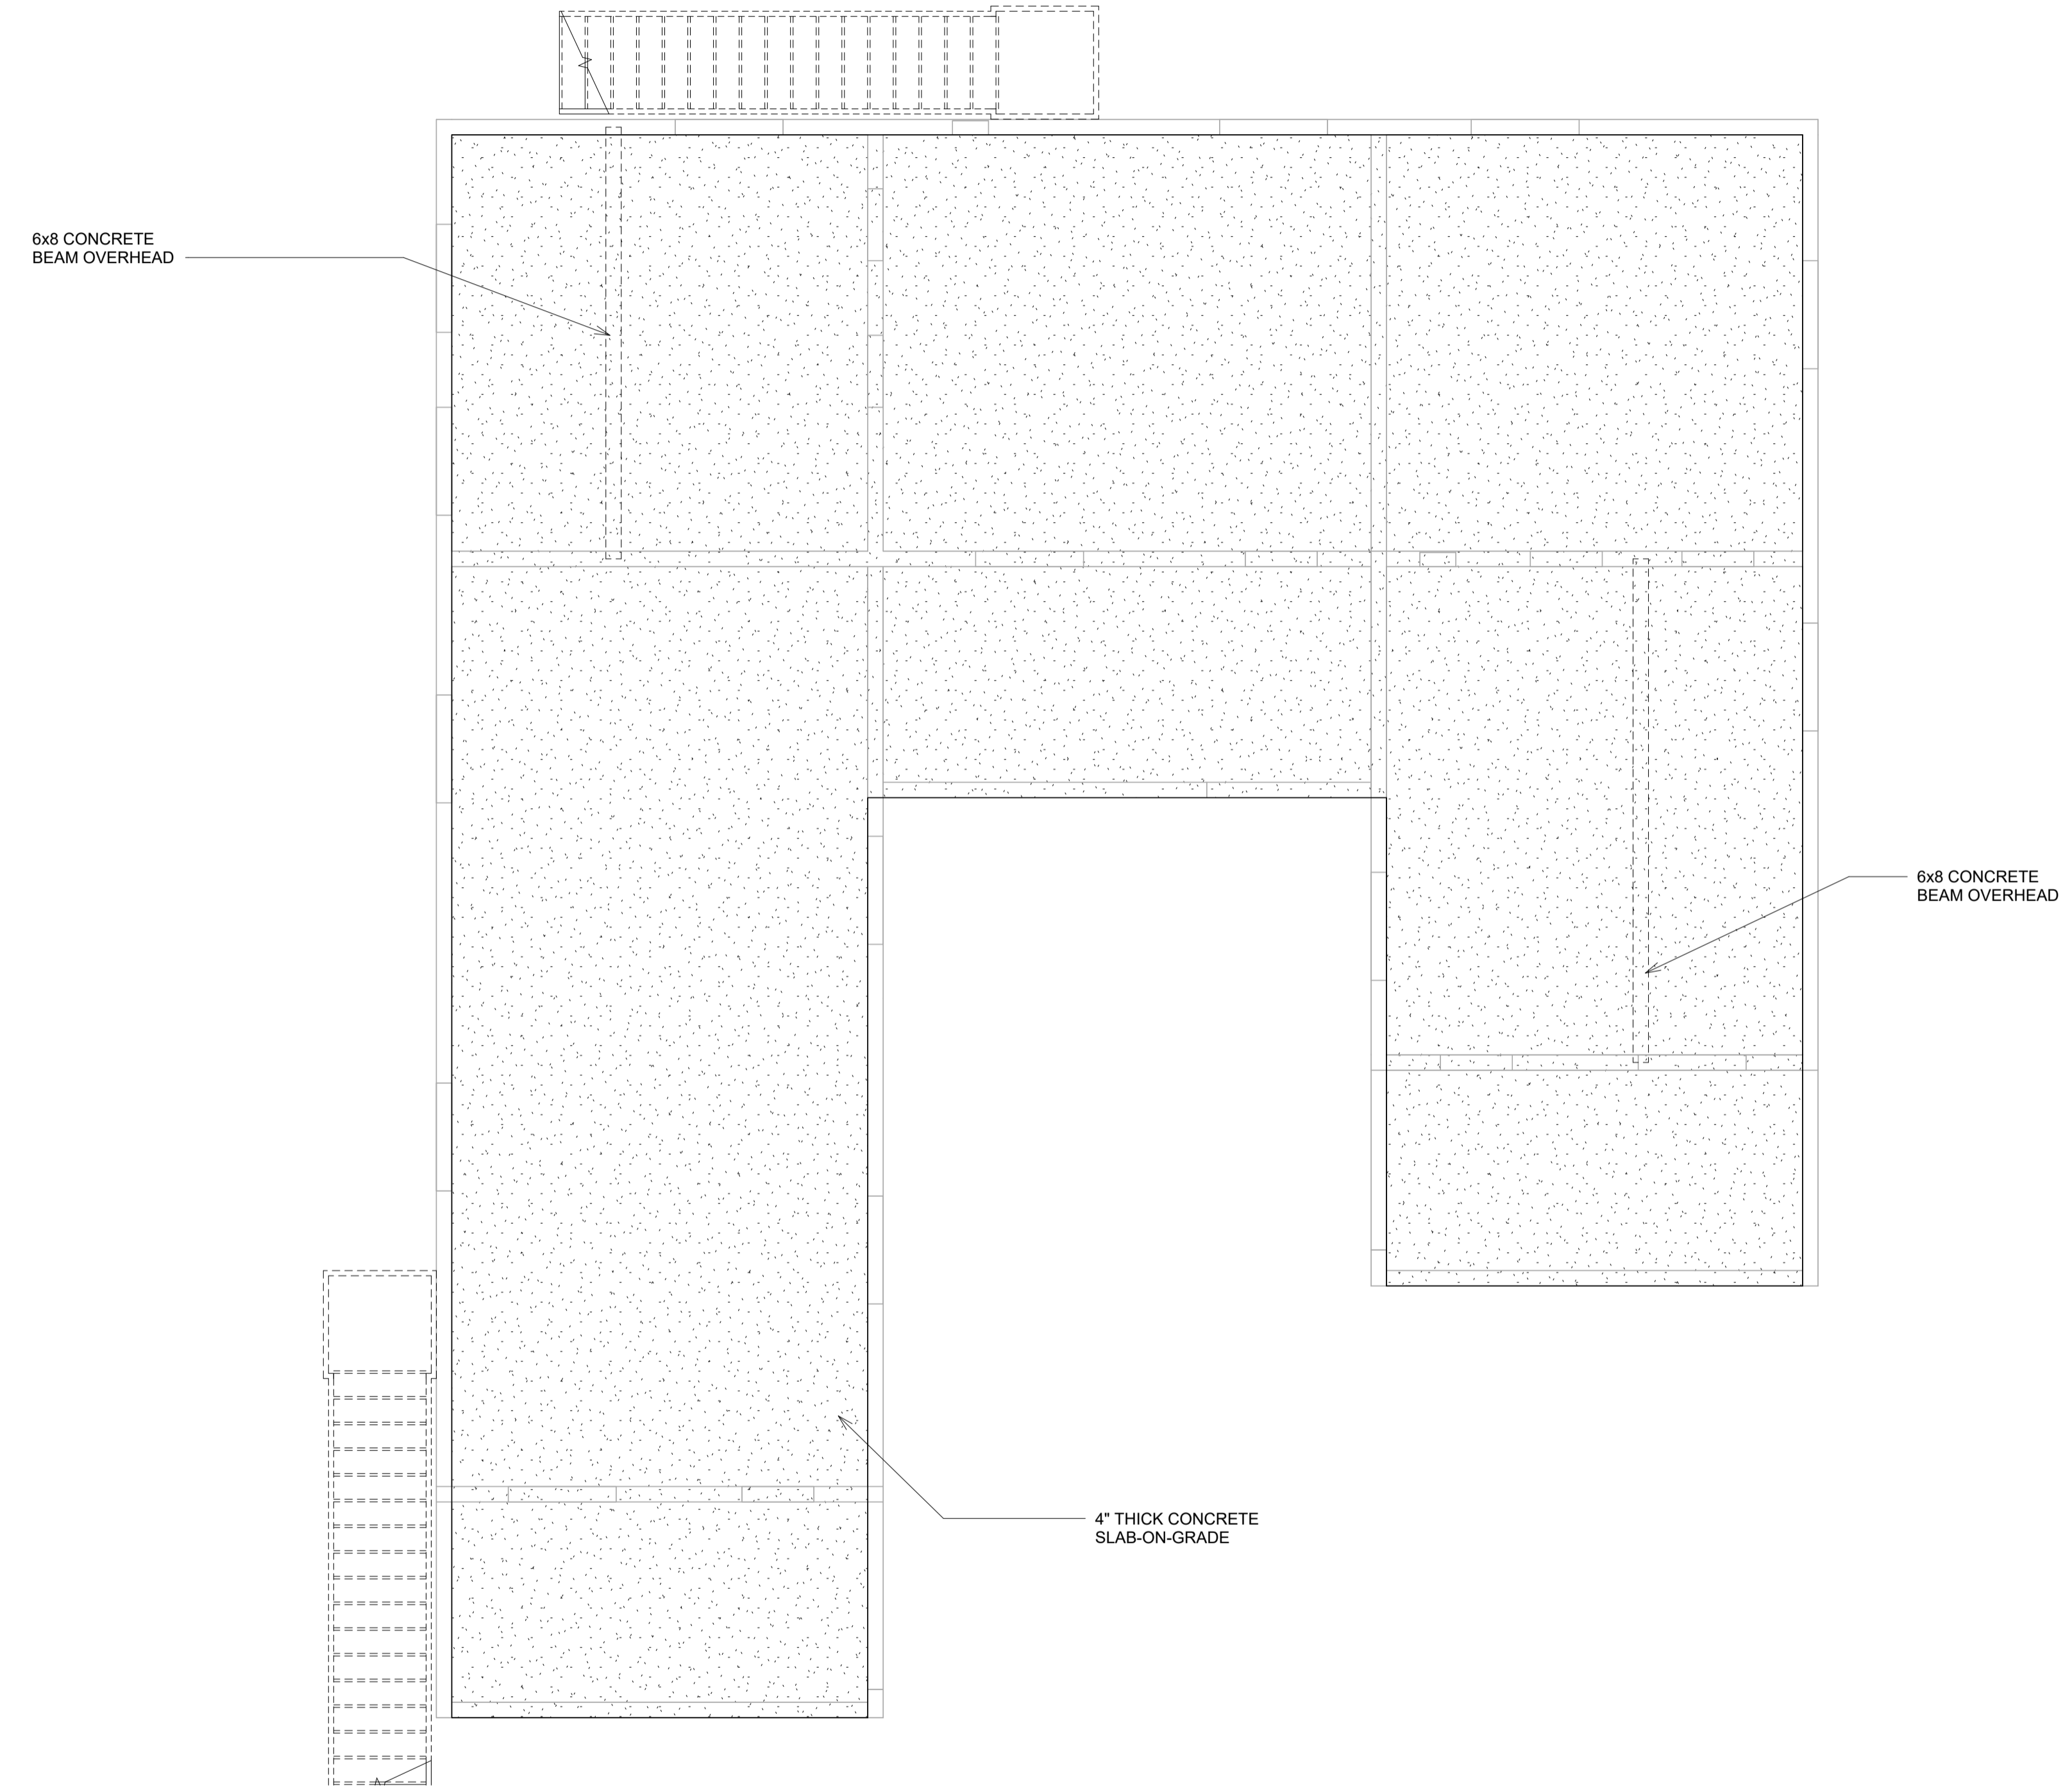 6x8 CONCRETE
BEAM OVERHEAD
6x8 CONCRETE
BEAM OVERHEAD
4" THICK CONCRETE
SLAB-ON-GRADE